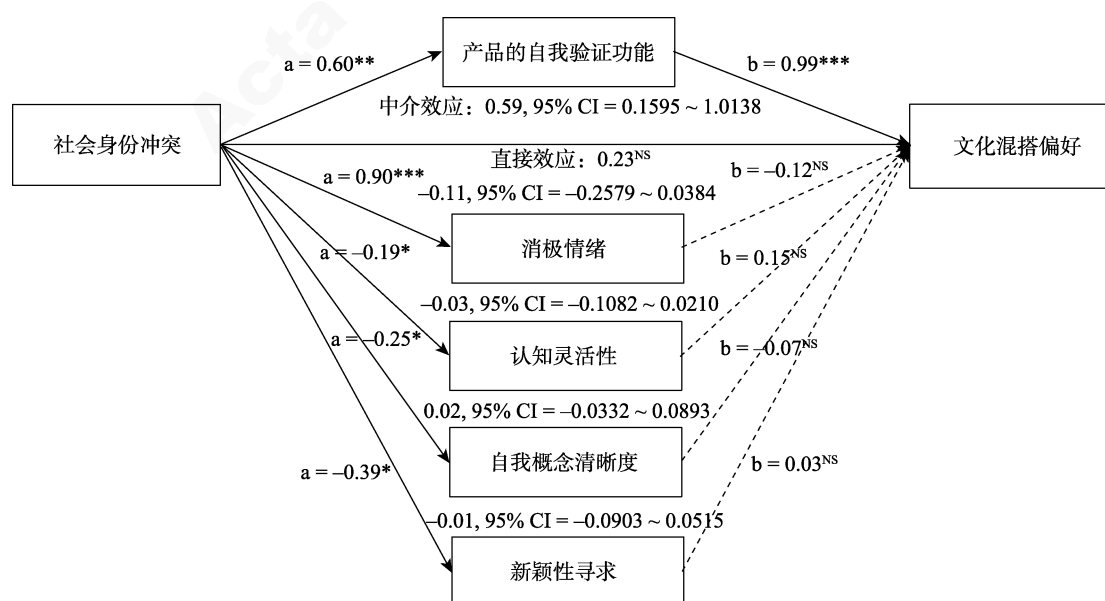 Acta
产品的自我验证功能
a = 0.60**
b = 0.99***
中介效应：0.59, 95% CI = 0.1595 ~ 1.0138
社会身份冲突
文化混搭偏好
直接效应：0.23NS
a = 0.90***
b = –0.12NS
–0.11, 95% CI = –0.2579 ~ 0.0384
消极情绪
a = –0.19*
b = 0.15NS
–0.03, 95% CI = –0.1082 ~ 0.0210
认知灵活性
a = –0.25*
b = –0.07NS
0.02, 95% CI = –0.0332 ~ 0.0893
自我概念清晰度
a = –0.39*
b = 0.03NS
–0.01, 95% CI = –0.0903 ~ 0.0515
新颖性寻求